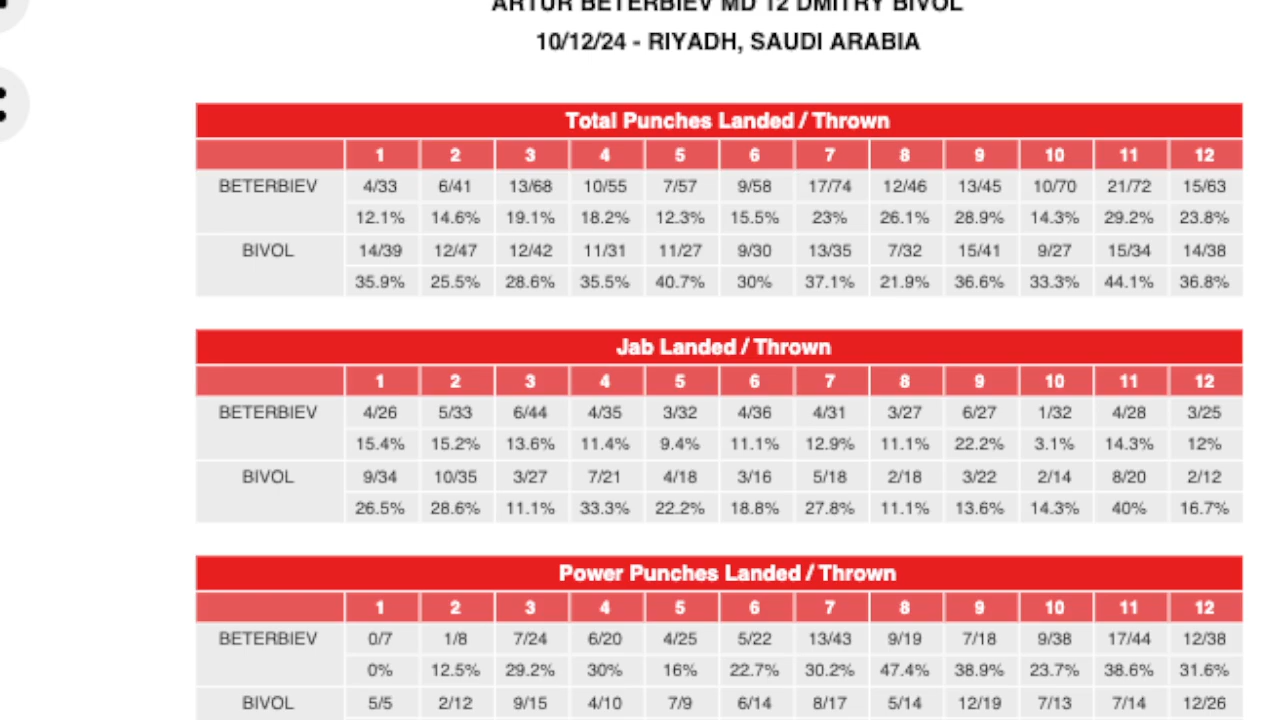 ARTUR BETERBIEV MD 12 DMITRY BIVOL
10/12/24 - RIYADH, SAUDI ARABIA
Total Punches Landed / Thrown
1 2 3 4 5 6 7 8 9 10 11 12
BETERBIEV 4/33 6/41 13/68 10/55 7/57 9/58 17/74 12/46 13/45 10/70 21/72 15/63
12.1% 14.6% 19.1% 18.2% 12.3% 15.5% 23% 26.1% 28.9% 14.3% 29.2% 23.8%
BIVOL 14/39 12/47 12/42 11/31 11/27 9/30 13/35 7/32 15/41 9/27 15/34 14/38
35.9% 25.5% 28.6% 35.5% 40.7% 30% 37.1% 21.9% 36.6% 33.3% 44.1% 36.8%
Jab Landed / Thrown
1 2 3 4 5 6 7 8 9 10 11 12
BETERBIEV 4/26 5/33 6/44 4/35 3/32 4/36 4/31 3/27 6/27 1/32 4/28 3/25
15.4% 15.2% 13.6% 11.4% 9.4% 11.1% 12.9% 11.1% 22.2% 3.1% 14.3% 12%
BIVOL 9/34 10/35 3/27 7/21 4/18 3/16 5/18 2/18 3/22 2/14 8/20 2/12
26.5% 28.6% 11.1% 33.3% 22.2% 18.8% 27.8% 11.1% 13.6% 14.3% 40% 16.7%
Power Punches Landed / Thrown
1 2 3 4 5 6 7 8 9 10 11 12
BETERBIEV 0/7 1/8 7/24 6/20 4/25 5/22 13/43 9/19 7/18 9/38 17/44 12/38
0% 12.5% 29.2% 30% 16% 22.7% 30.2% 47.4% 38.9% 23.7% 38.6% 31.6%
BIVOL 5/5 2/12 9/15 4/10 7/9 6/14 8/17 5/14 12/19 7/13 7/14 12/26